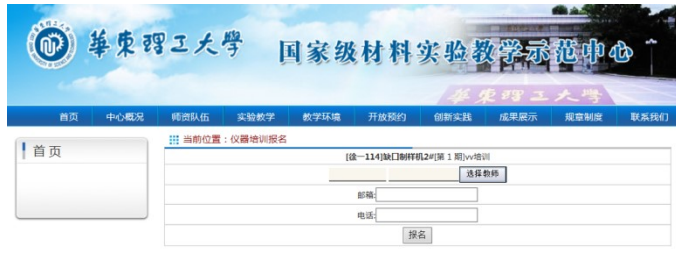 華東理工大学 国家级材料实验教学示范中心
華東理工大学
首页 中心概况 师资队伍 实验教学 教学环境 开放预约 创新实践 成果展示 规章制度 联系我们
首页
当前位置：仪器培训报名
[徐一114]缺口制样机2#[第 1 期]vv培训
选择教师
邮箱:
电话:
报名